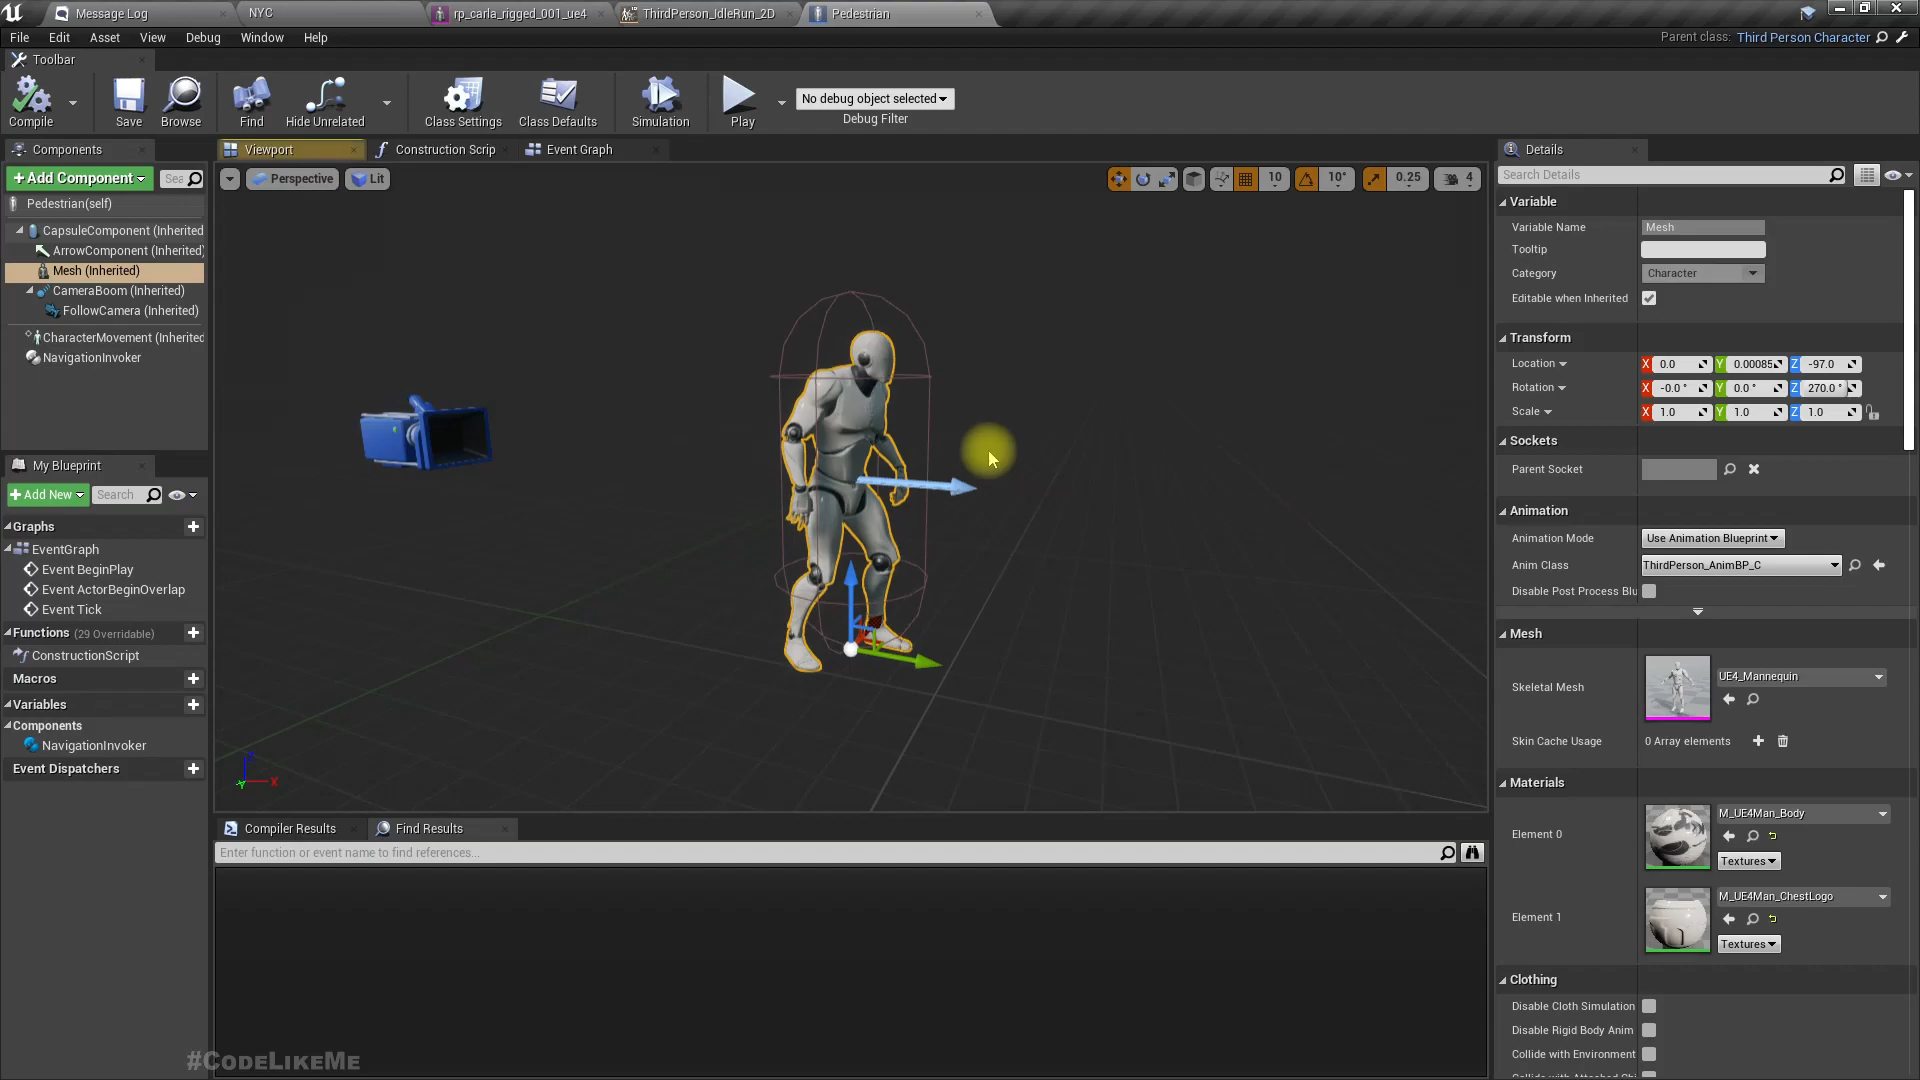 Message Log
NYC
rp_carla_rigged_001_ue4
ThirdPerson_IdleRun_2D
Pedestrian
File Edit Asset View Debug Window Help
Parent class: Third Person Character
Toolbar
Compile
Save
Browse
Find
Hide Unrelated
Class Settings
Class Defaults
Simulation
Play
No debug object selected
Debug Filter
Components
+Add Component
Sea
Pedestrian(self)
CapsuleComponent (Inherited
ArrowComponent (Inherited)
Mesh (Inherited)
CameraBoom (Inherited)
FollowCamera (Inherited)
CharacterMovement (Inherited
NavigationInvoker
My Blueprint
+Add New
Search
Graphs
EventGraph
Event BeginPlay
Event ActorBeginOverlap
Event Tick
Functions (29 Overridable)
ConstructionScript
Macros
Variables
Components
NavigationInvoker
Event Dispatchers
Viewport
Construction Scrip
Event Graph
Perspective
Lit
10
10°
0.25
4
Z
X
Y
Compiler Results
Find Results
Enter function or event name to find references...
#CodeLikeMe
Details
Search Details
Variable
Variable Name Mesh
Tooltip
Category Character
Editable when Inherited
Transform
Location X 0.0 Y 0.00085 Z -97.0
Rotation X -0.0 ° Y 0.0 ° Z 270.0 °
Scale X 1.0 Y 1.0 Z 1.0
Sockets
Parent Socket
Animation
Animation Mode Use Animation Blueprint
Anim Class ThirdPerson_AnimBP_C
Disable Post Process Blu
Mesh
Skeletal Mesh UE4_Mannequin
Skin Cache Usage 0 Array elements
Materials
Element 0 M_UE4Man_Body
Textures
Element 1 M_UE4Man_ChestLogo
Textures
Clothing
Disable Cloth Simulation
Disable Rigid Body Anim
Collide with Environment